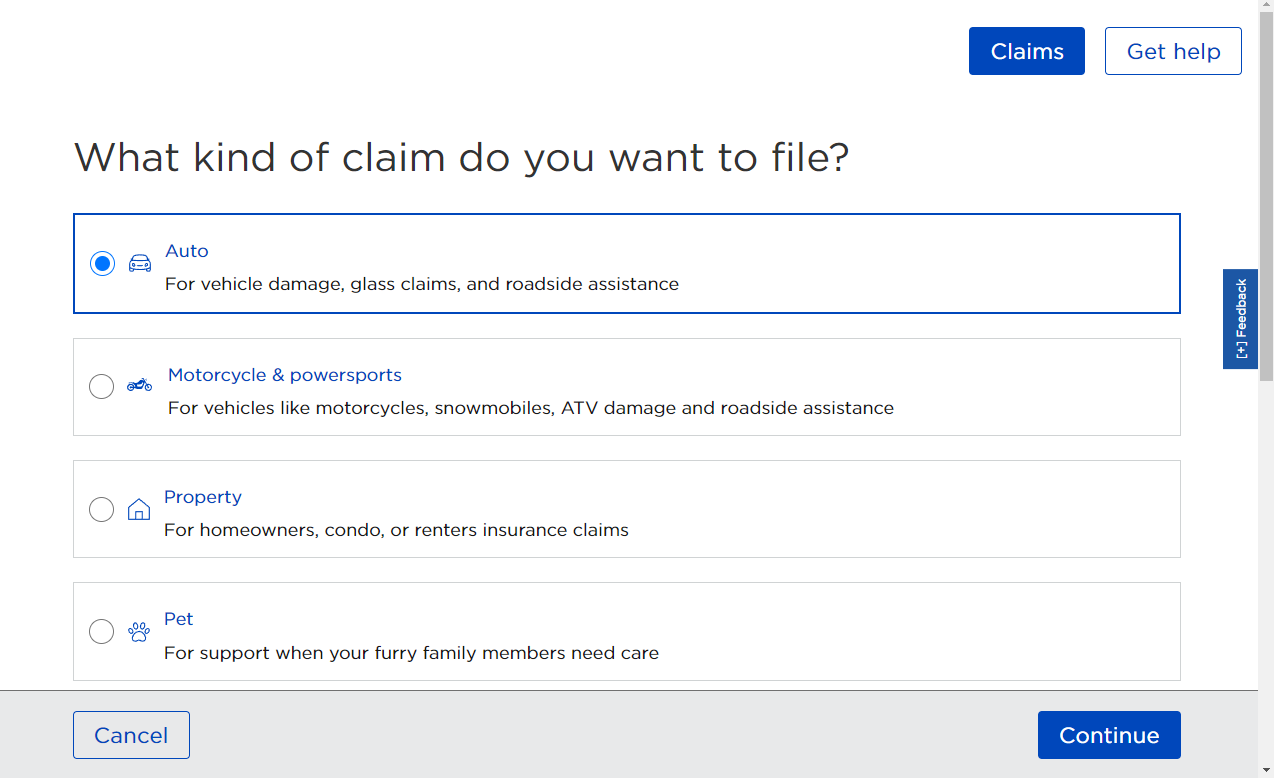 Claims
Get help
What kind of claim do you want to file?
Auto
For vehicle damage, glass claims, and roadside assistance
[+] Feedback
Motorcycle & powersports
For vehicles like motorcycles, snowmobiles, ATV damage and roadside assistance
Property
For homeowners, condo, or renters insurance claims
Pet
For support when your furry family members need care
Cancel
Continue